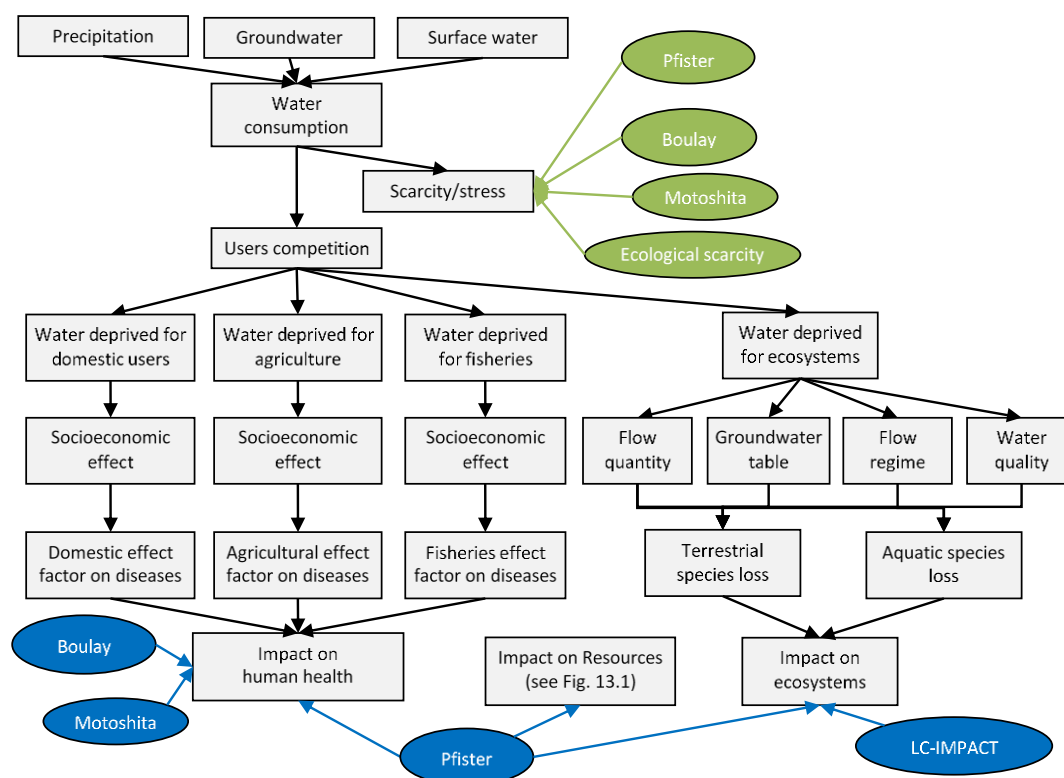 Precipitation
Groundwater
Surface water
Pfister
Water
consumption
Boulay
Scarcity/stress
Motoshita
Users competition
Ecological scarcity
Water deprived for
domestic users
Water deprived for
agriculture
Water deprived
for fisheries
Water deprived
for ecosystems
Socioeconomic
effect
Socioeconomic
effect
Socioeconomic
effect
Flow
quantity
Groundwater
table
Flow
regime
Water
quality
Domestic effect
factor on diseases
Agricultural effect
factor on diseases
Fisheries effect
factor on diseases
Terrestrial
species loss
Aquatic species
loss
Boulay
Impact on
human health
Impact on Resources
(see Fig. 13.1)
Impact on
ecosystems
Motoshita
Pfister
LC-IMPACT